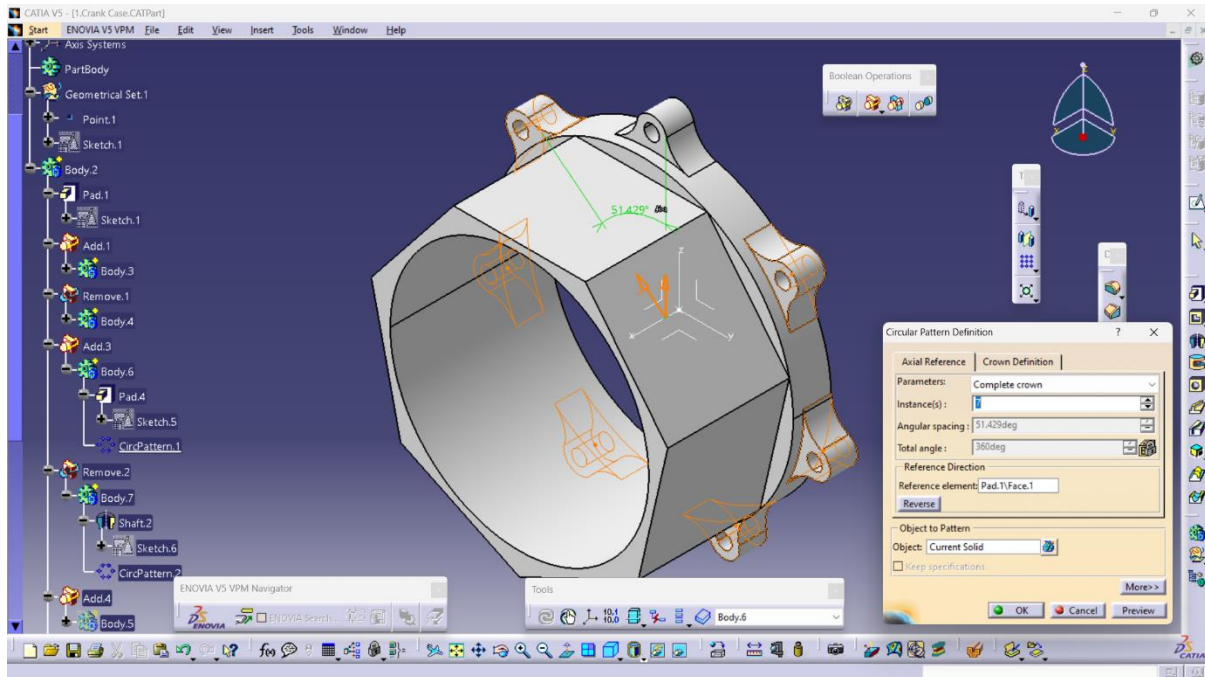 CATIA V5 - [1.Crank Case.CATPart]
Start ENOVIA V5 VPM File Edit View Insert Tools Window Help
Axis Systems
PartBody
Geometrical Set.1
Point.1
Sketch.1
Body.2
Pad.1
Sketch.1
Add.1
Body.3
Remove.1
Body.4
Add.3
Body.6
Pad.4
Sketch.5
CircPattern.1
Remove.2
Body.7
Shaft.2
Sketch.6
CircPattern.2
Add.4
Body.5
Boolean Operations
51.429°
z
x
y
Circular Pattern Definition ? X
Axial Reference Crown Definition
Parameters: Complete crown
Instance(s) : 7
Angular spacing : 51.429deg
Total angle : 360deg
Reference Direction
Reference element: Pad.1\Face.1
Reverse
Object to Pattern
Object: Current Solid
Keep specifications
More>>
OK Cancel Preview
ENOVIA V5 VPM Navigator
ENOVIA Search...
Tools
10.1
10.0
Body.6
f(x)
CATIA